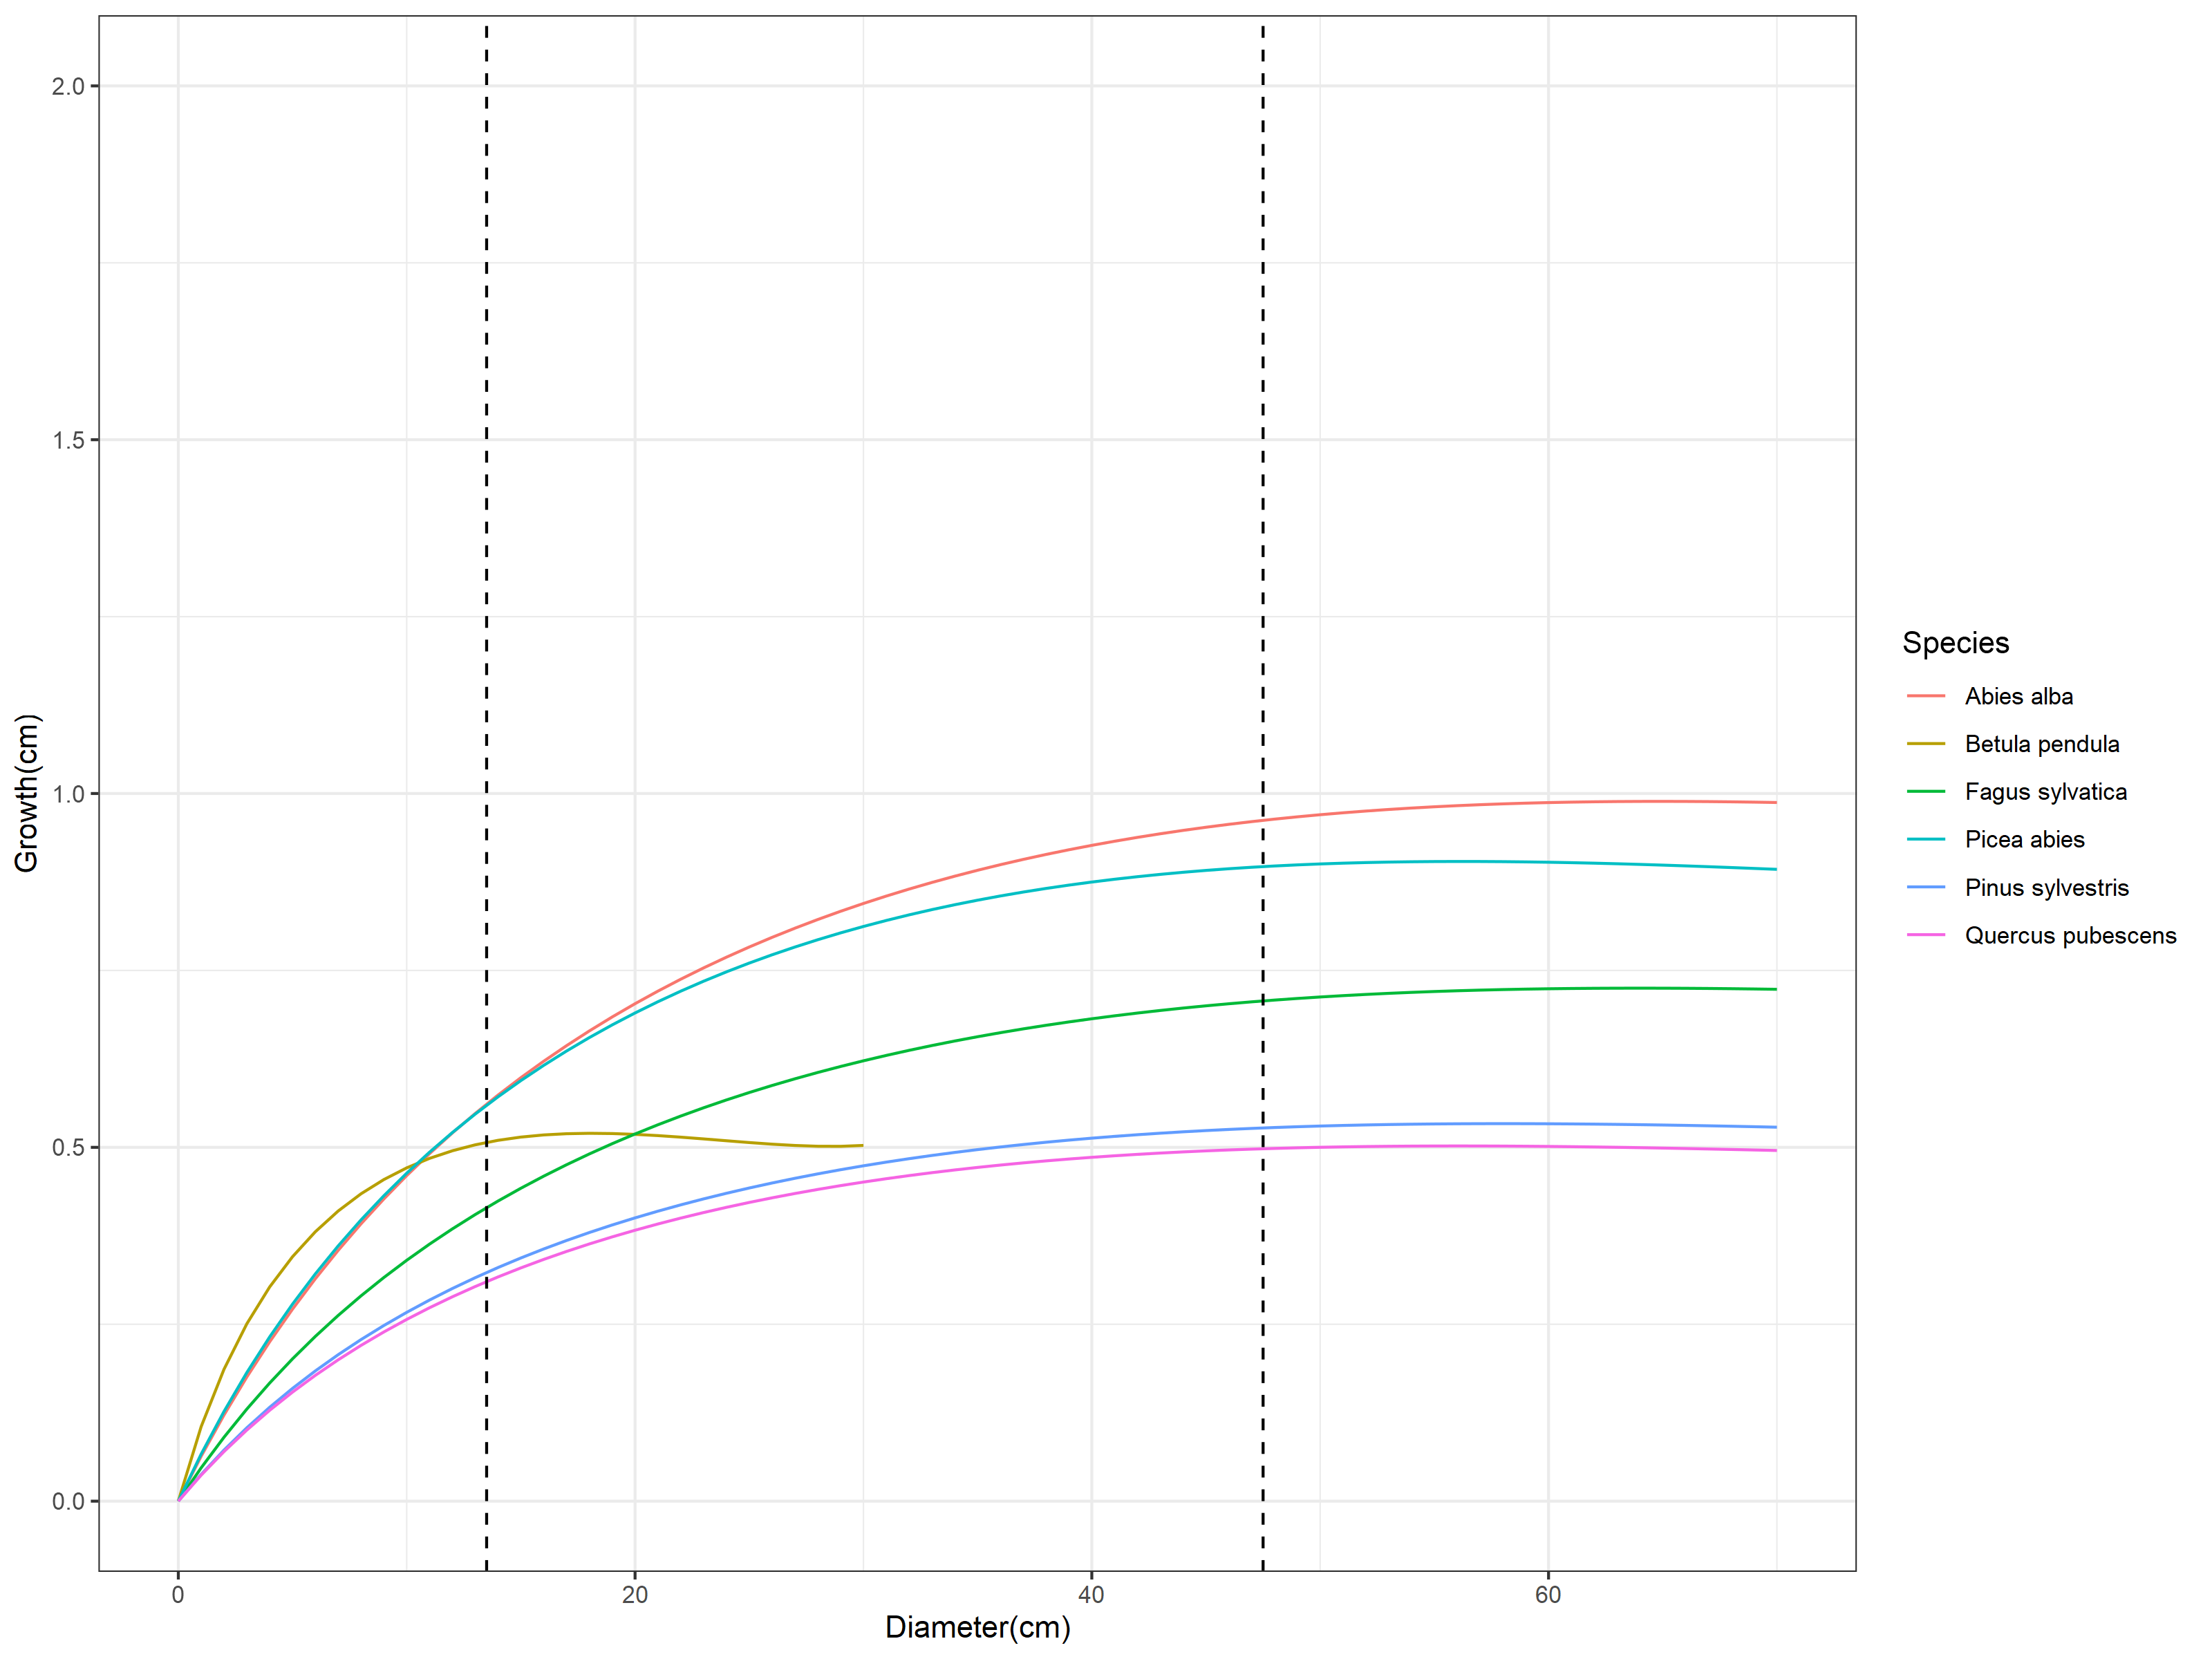 2.0
1.5
1.0
0.5
0.0
Growth(cm)
0 20 40 60
Diameter(cm)
Species
Abies alba
Betula pendula
Fagus sylvatica
Picea abies
Pinus sylvestris
Quercus pubescens